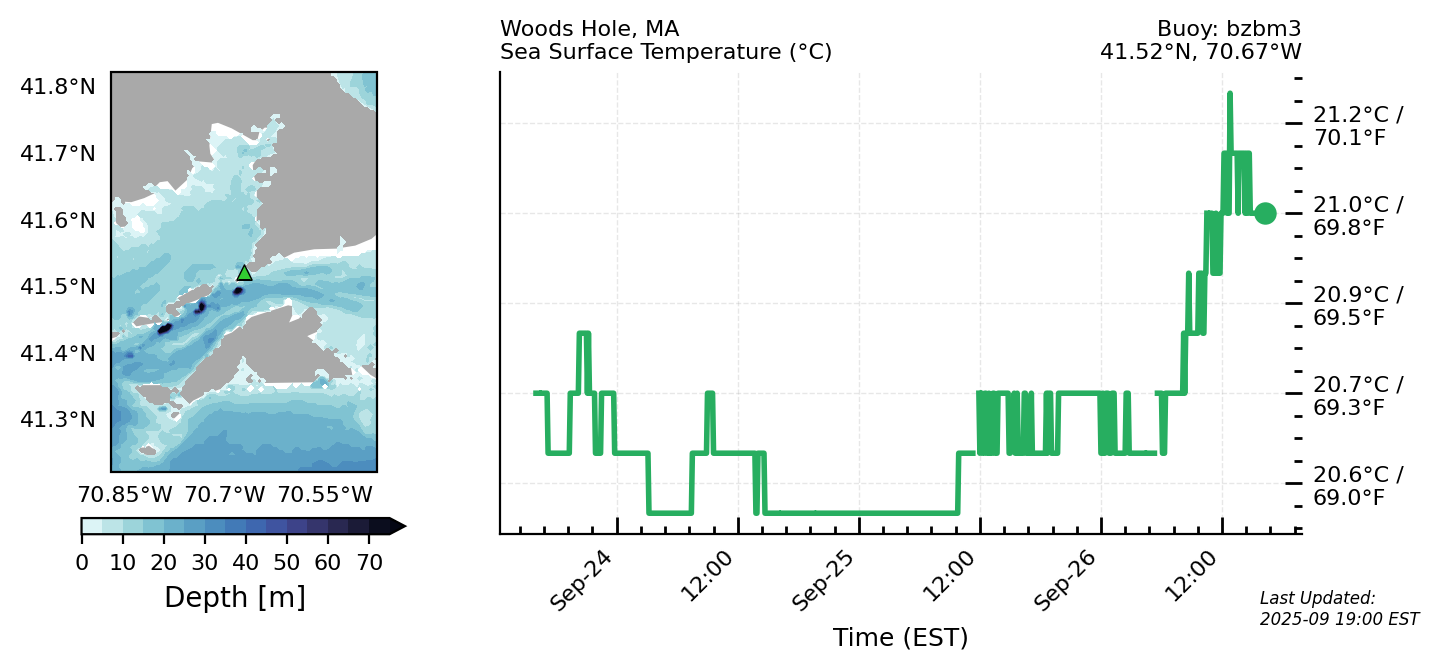 Woods Hole, MA
Sea Surface Temperature (°C)
Buoy: bzbm3
41.52°N, 70.67°W
41.8°N
41.7°N
41.6°N
41.5°N
41.4°N
41.3°N
70.85°W 70.7°W 70.55°W
0 10 20 30 40 50 60 70
Depth [m]
21.2°C /
70.1°F
21.0°C /
69.8°F
20.9°C /
69.5°F
20.7°C /
69.3°F
20.6°C /
69.0°F
Sep-24
12:00
Sep-25
12:00
Sep-26
12:00
Time (EST)
Last Updated:
2025-09 19:00 EST